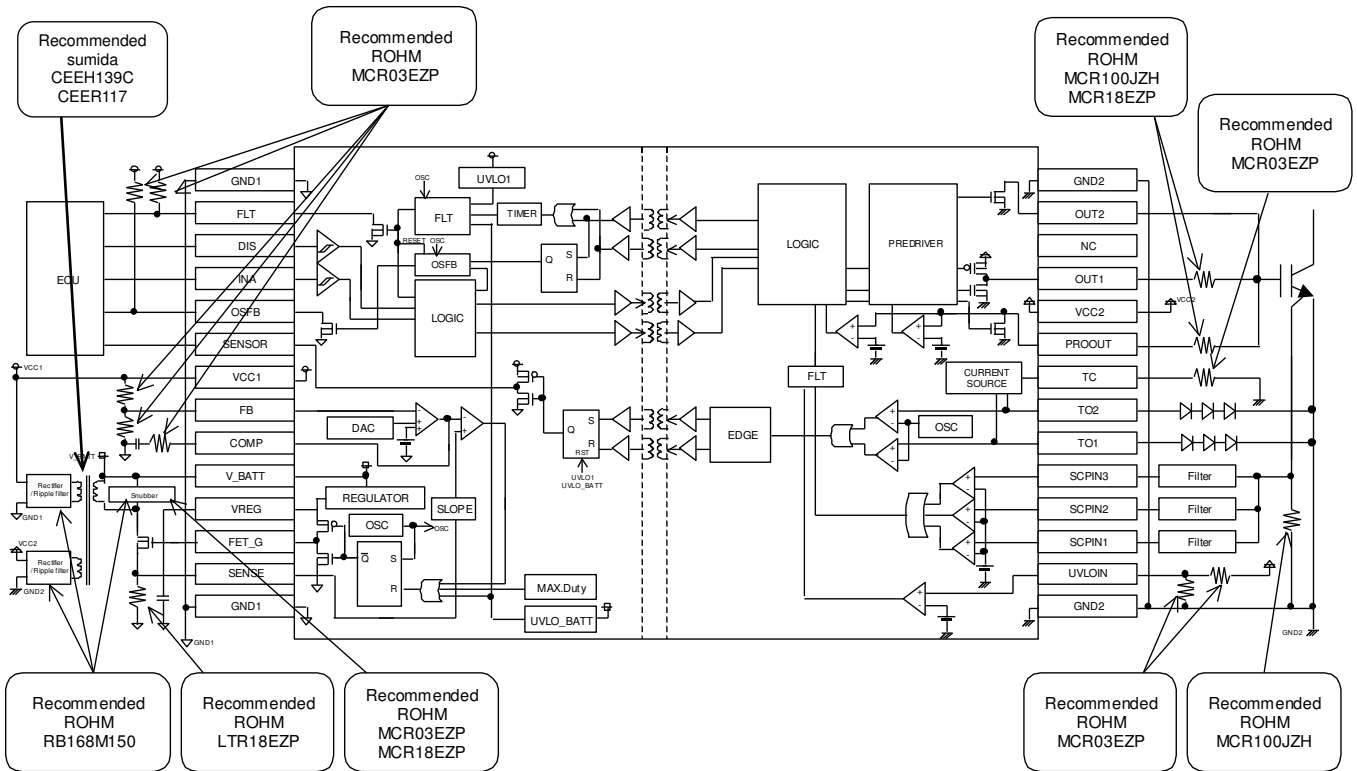 Recommended
sumida
CEEH139C
CEER117
Recommended
ROHM
MCR03EZP
Recommended
ROHM
MCR100JZH
MCR18EZP
Recommended
ROHM
MCR03EZP
ECU
GND1
FLT
DIS
INA
OSFB
SENSOR
VCC1
FB
COMP
V_BATT
VREG
FET_G
SENSE
GND1
VCC1
V_BATT
Rectifier
/Ripple filter
GND1
Snubber
VCC2
Rectifier
/Ripple filter
GND2
GND1
UVLO1
OSC
FLT
TIMER
RESET
OSC
OSFB
Q
S
R
LOGIC
DAC
Q
S
R
RST
UVLO1
UVLO_BATT
REGULATOR
SLOPE
OSC
OSC
Q
S
R
MAX.Duty
UVLO_BATT
LOGIC
PREDRIVER
FLT
CURRENT
SOURCE
EDGE
OSC
GND2
OUT2
NC
OUT1
VCC2
PROOUT
TC
TO2
TO1
SCPIN3
SCPIN2
SCPIN1
UVLOIN
GND2
VCC2
Filter
Filter
Filter
GND2
Recommended
ROHM
RB168M150
Recommended
ROHM
LTR18EZP
Recommended
ROHM
MCR03EZP
MCR18EZP
Recommended
ROHM
MCR03EZP
Recommended
ROHM
MCR100JZH